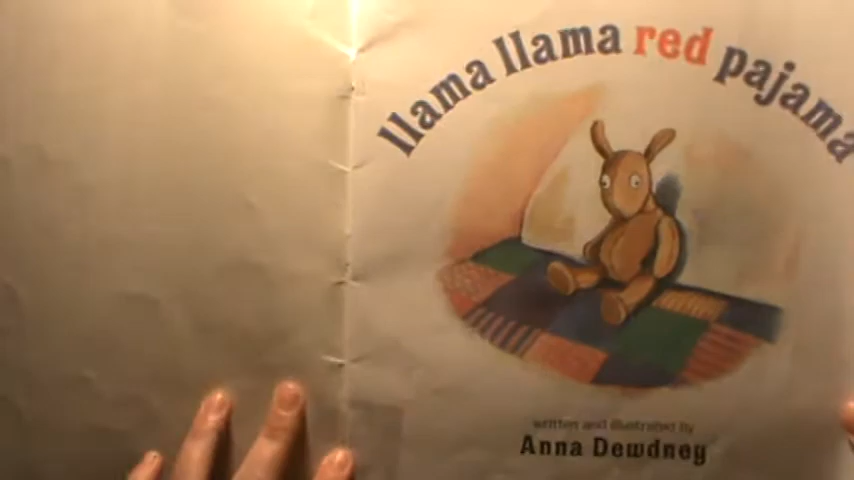 llama llama red pajama
written and illustrated by
Anna Dewdney